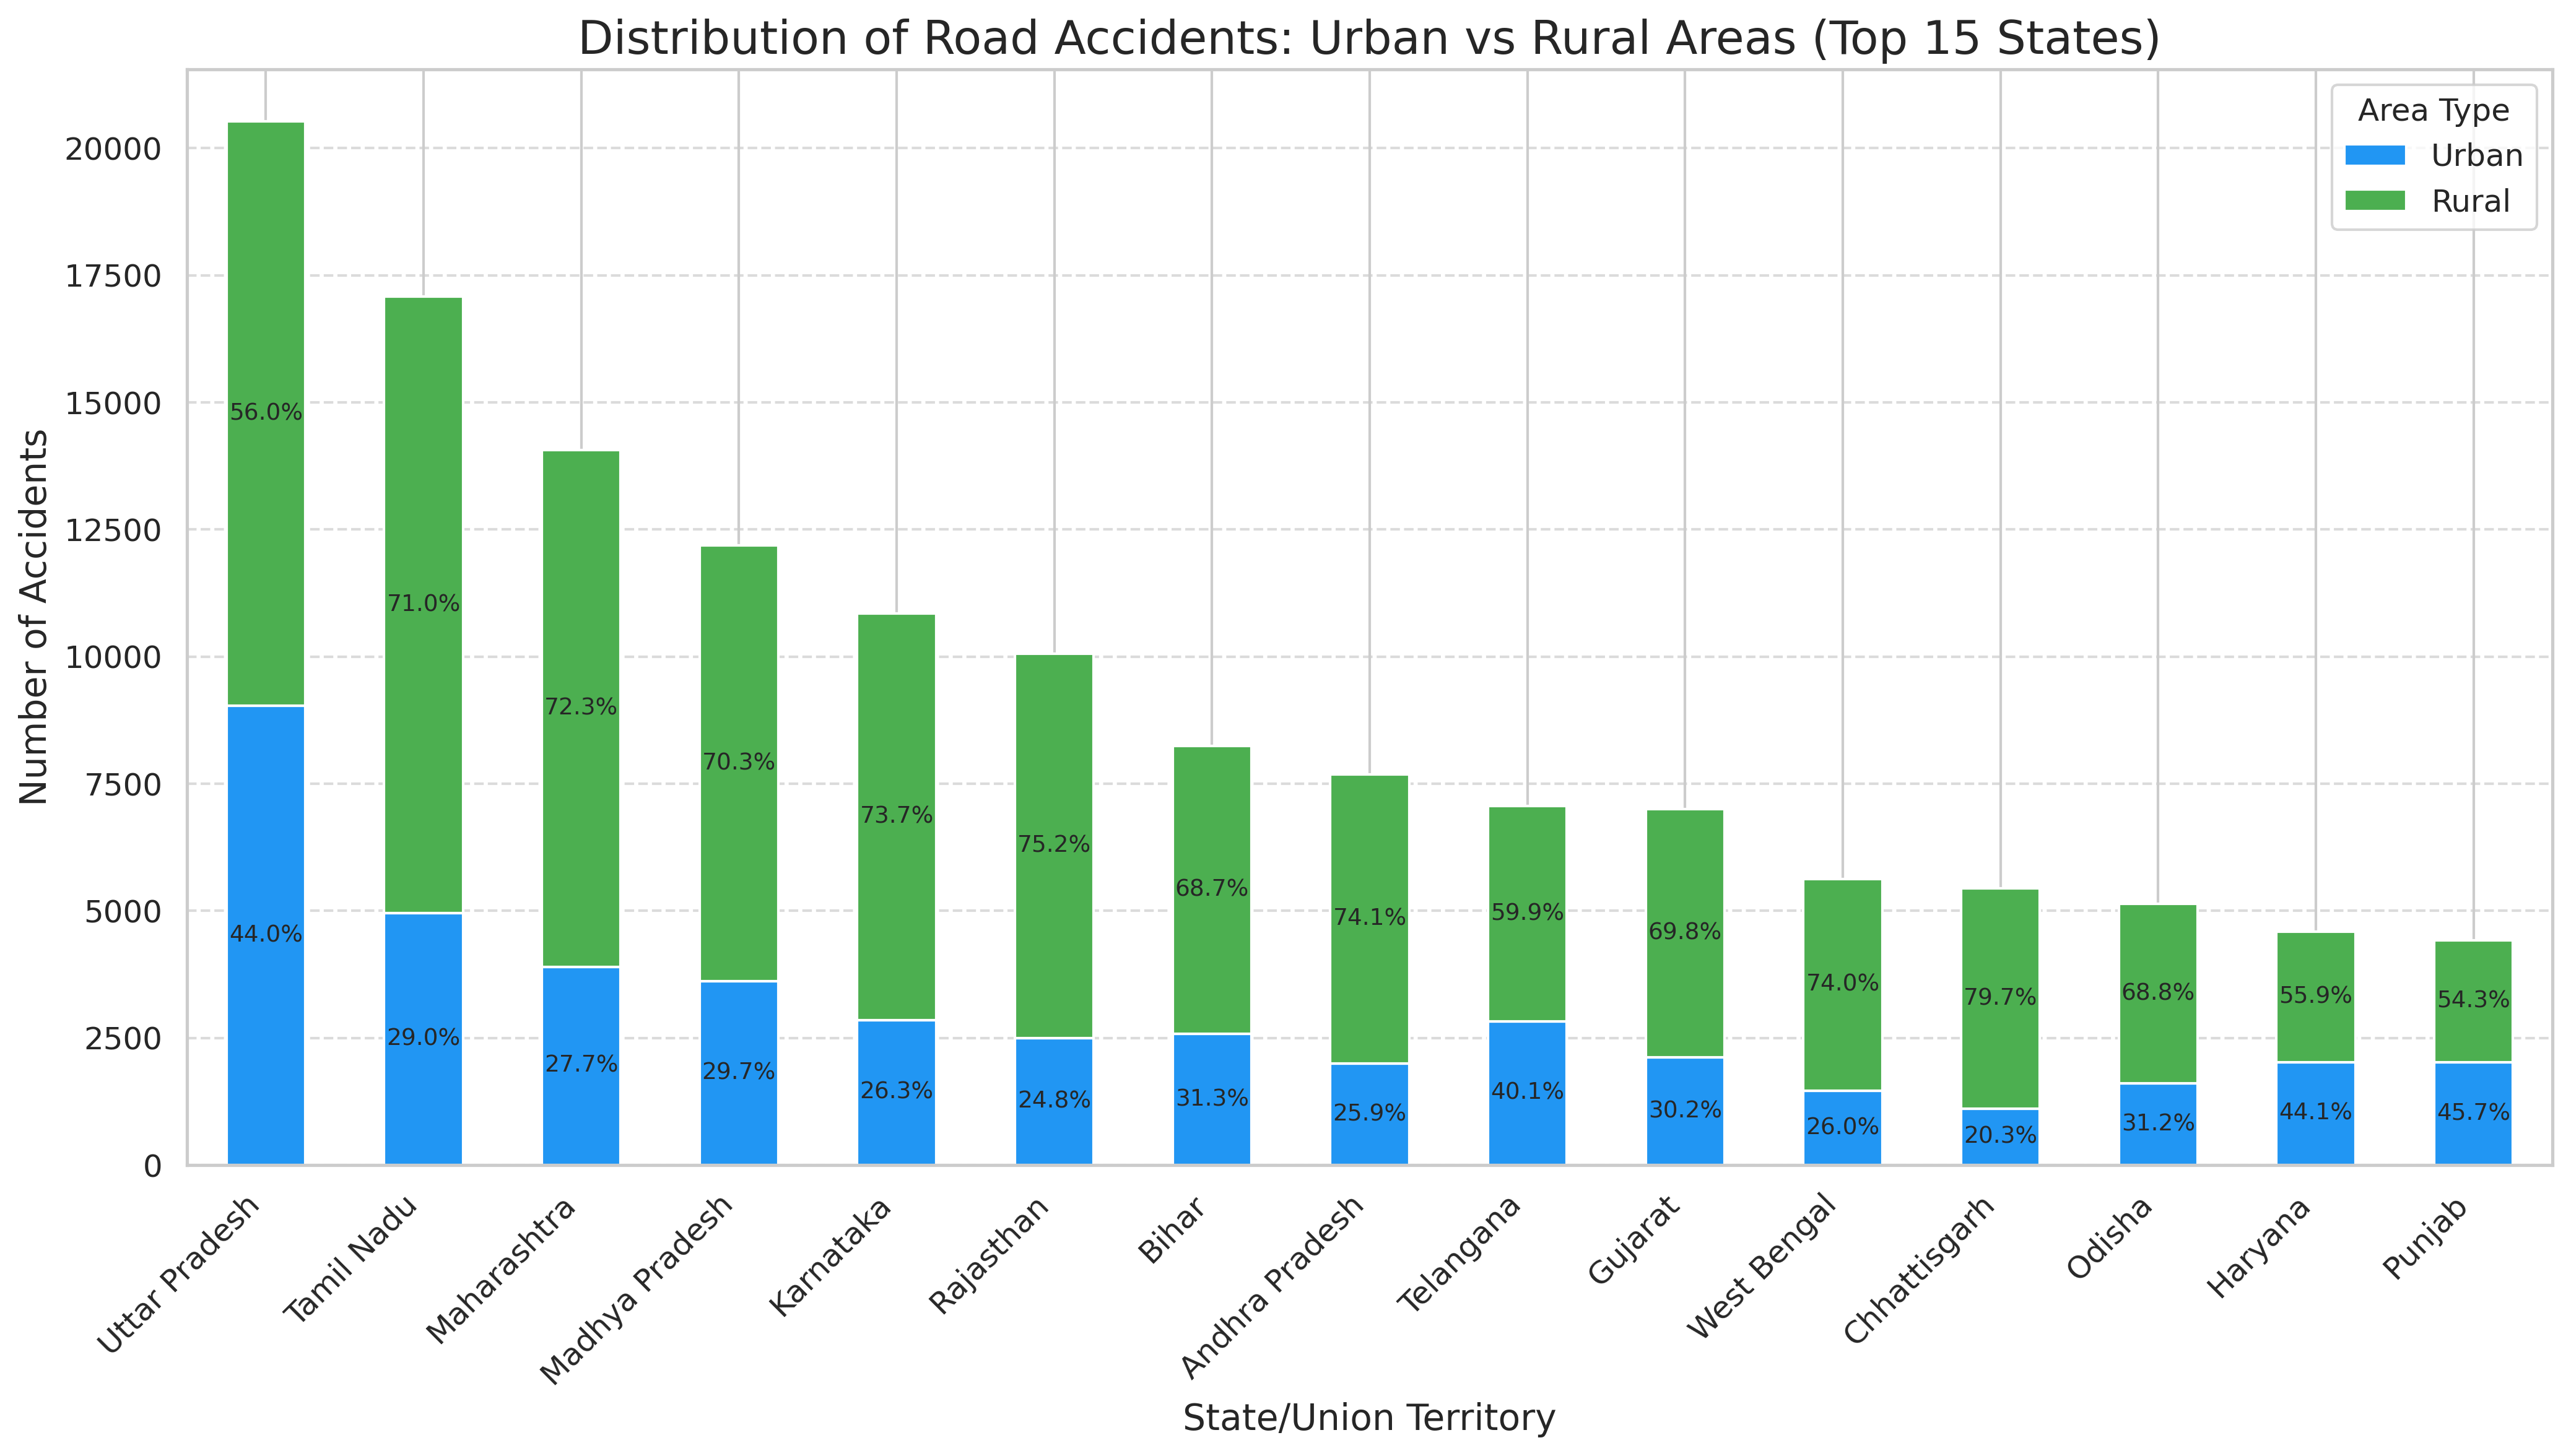 Distribution of Road Accidents: Urban vs Rural Areas (Top 15 States)
Area Type
Urban
Rural
Number of Accidents
20000
17500
15000
12500
10000
7500
5000
2500
0
56.0%
44.0%
71.0%
29.0%
72.3%
27.7%
70.3%
29.7%
73.7%
26.3%
75.2%
24.8%
68.7%
31.3%
74.1%
25.9%
59.9%
40.1%
69.8%
30.2%
74.0%
26.0%
79.7%
20.3%
68.8%
31.2%
55.9%
44.1%
54.3%
45.7%
Uttar Pradesh
Tamil Nadu
Maharashtra
Madhya Pradesh
Karnataka
Rajasthan
Bihar
Andhra Pradesh
Telangana
Gujarat
West Bengal
Chhattisgarh
Odisha
Haryana
Punjab
State/Union Territory